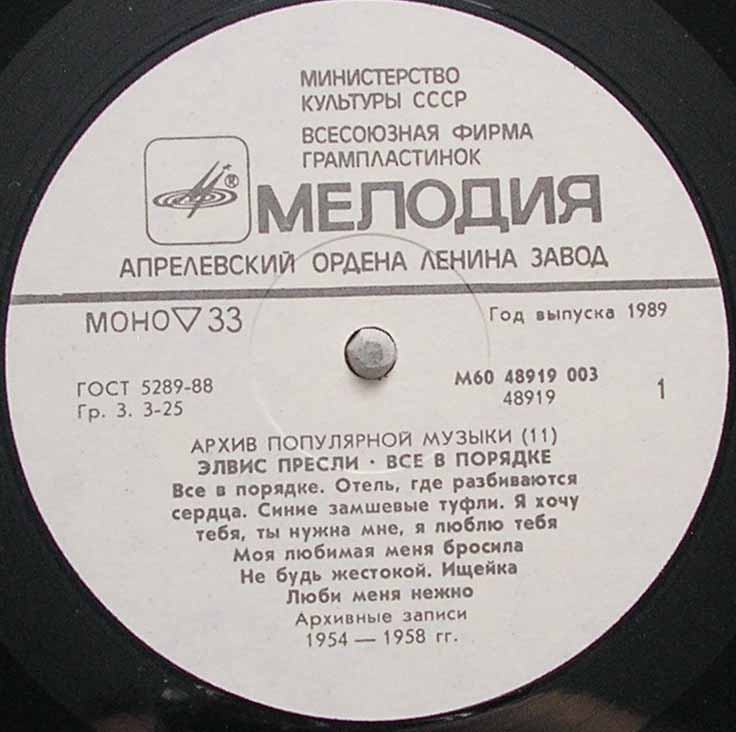 МИНИСТЕРСТВО
КУЛЬТУРЫ СССР
ВСЕСОЮЗНАЯ ФИРМА
ГРАМПЛАСТИНОК
®
МЕЛОДИЯ
АПРЕЛЕВСКИЙ ОРДЕНА ЛЕНИНА ЗАВОД
МОНО ▽ 33
Год выпуска 1989
ГОСТ 5289-88
Гр. 3. 3-25
М60 48919 003
48919
1
АРХИВ ПОПУЛЯРНОЙ МУЗЫКИ (11)
ЭЛВИС ПРЕСЛИ · ВСЕ В ПОРЯДКЕ
Все в порядке. Отель, где разбиваются
сердца. Синие замшевые туфли. Я хочу
тебя, ты нужна мне, я люблю тебя
Моя любимая меня бросила
Не будь жестокой. Ищейка
Люби меня нежно
Архивные записи
1954 — 1958 гг.